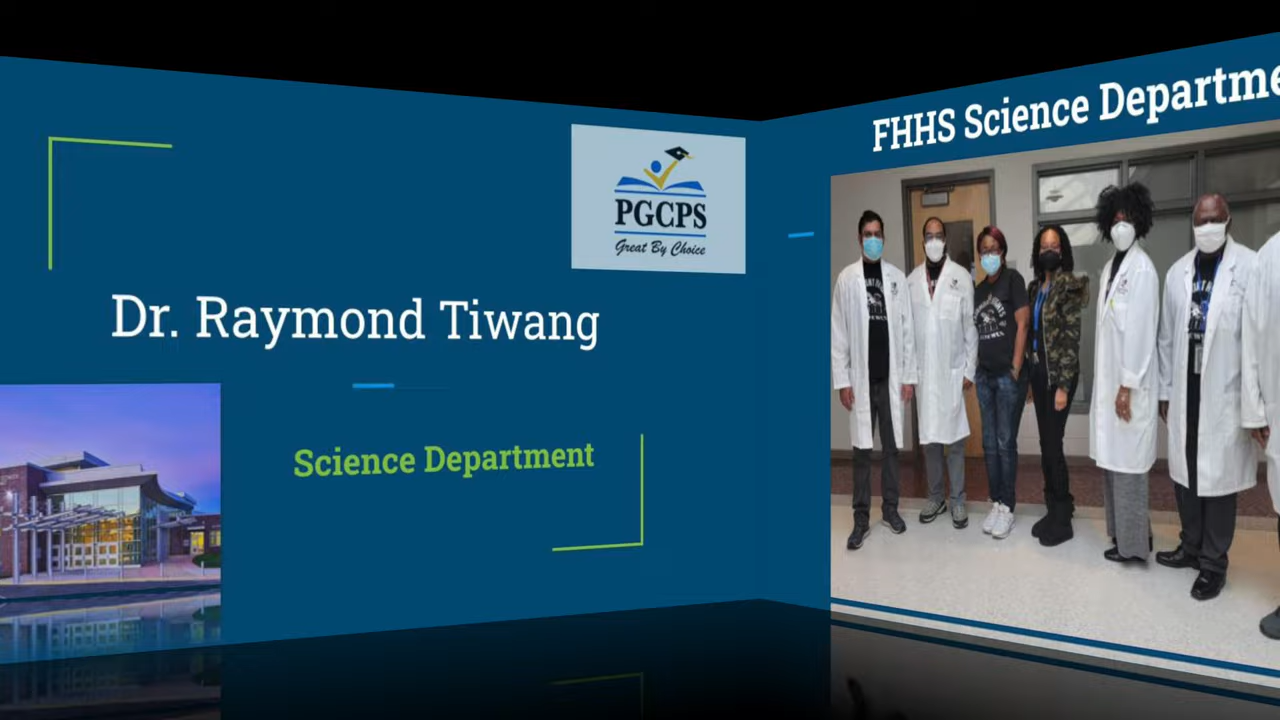 PGCPS
Great By Choice
Dr. Raymond Tiwang
Science Department
FHHS Science Departme